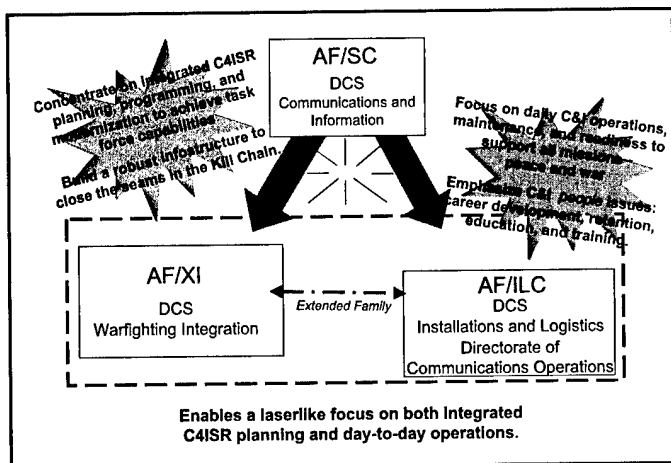 AF/SC
DCS
Communications and
Information
Concentrate on Integrated C4ISR
planning, programming, and
modernization to achieve task
force capabilities
Build a robust infostructure to
close the seams in the Kill Chain.
Focus on daily C&I operations,
maintenance, and readiness to
support all missions—
peace and war
Emphasize C&I people issues:
career development, retention,
education, and training.
AF/XI
DCS
Warfighting Integration
Extended Family
AF/ILC
DCS
Installations and Logistics
Directorate of
Communications Operations
Enables a laserlike focus on both Integrated
C4ISR planning and day-to-day operations.